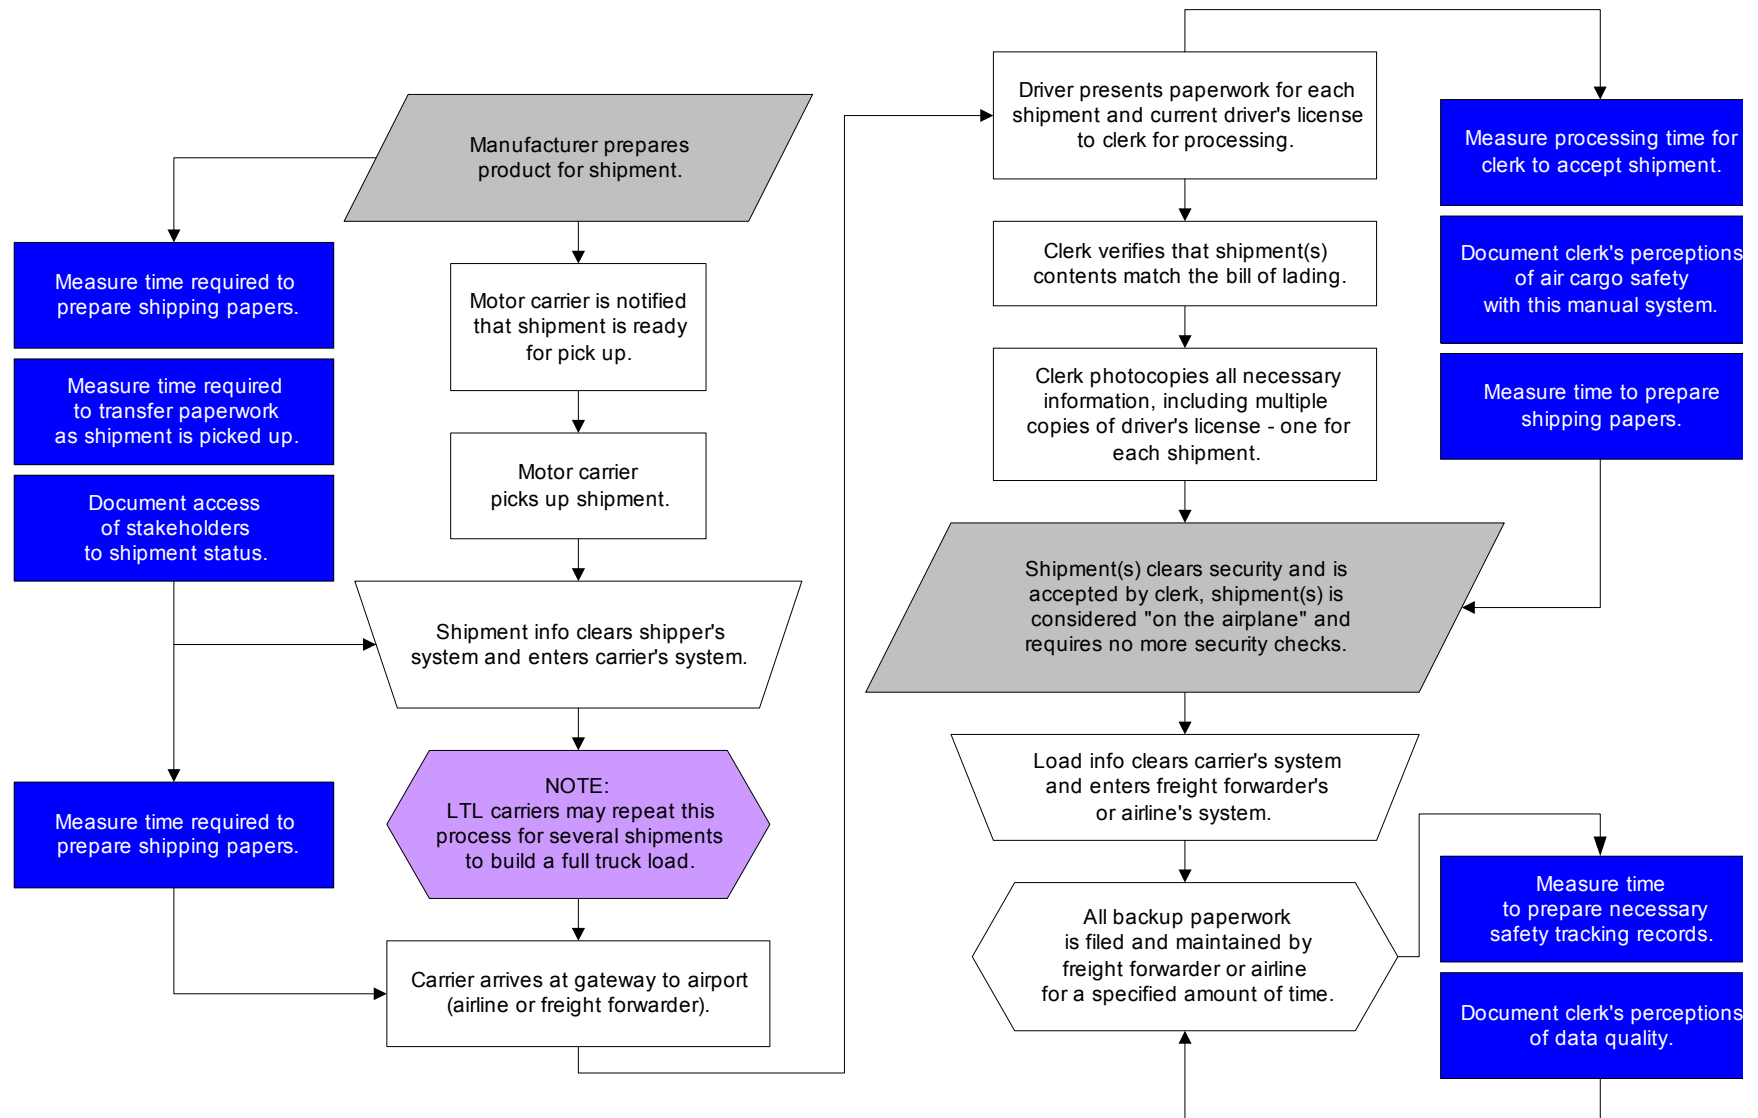 Manufacturer prepares
product for shipment.
Measure time required to
prepare shipping papers.
Measure time required
to transfer paperwork
as shipment is picked up.
Document access
of stakeholders
to shipment status.
Motor carrier is notified
that shipment is ready
for pick up.
Motor carrier
picks up shipment.
Shipment info clears shipper's
system and enters carrier's system.
NOTE:
LTL carriers may repeat this
process for several shipments
to build a full truck load.
Measure time required to
prepare shipping papers.
Carrier arrives at gateway to airport
(airline or freight forwarder).
Driver presents paperwork for each
shipment and current driver's license
to clerk for processing.
Clerk verifies that shipment(s)
contents match the bill of lading.
Clerk photocopies all necessary
information, including multiple
copies of driver's license - one for
each shipment.
Measure processing time for
clerk to accept shipment.
Document clerk's perceptions
of air cargo safety
with this manual system.
Measure time to prepare
shipping papers.
Shipment(s) clears security and is
accepted by clerk, shipment(s) is
considered "on the airplane" and
requires no more security checks.
Load info clears carrier's system
and enters freight forwarder's
or airline's system.
All backup paperwork
is filed and maintained by
freight forwarder or airline
for a specified amount of time.
Measure time
to prepare necessary
safety tracking records.
Document clerk's perceptions
of data quality.